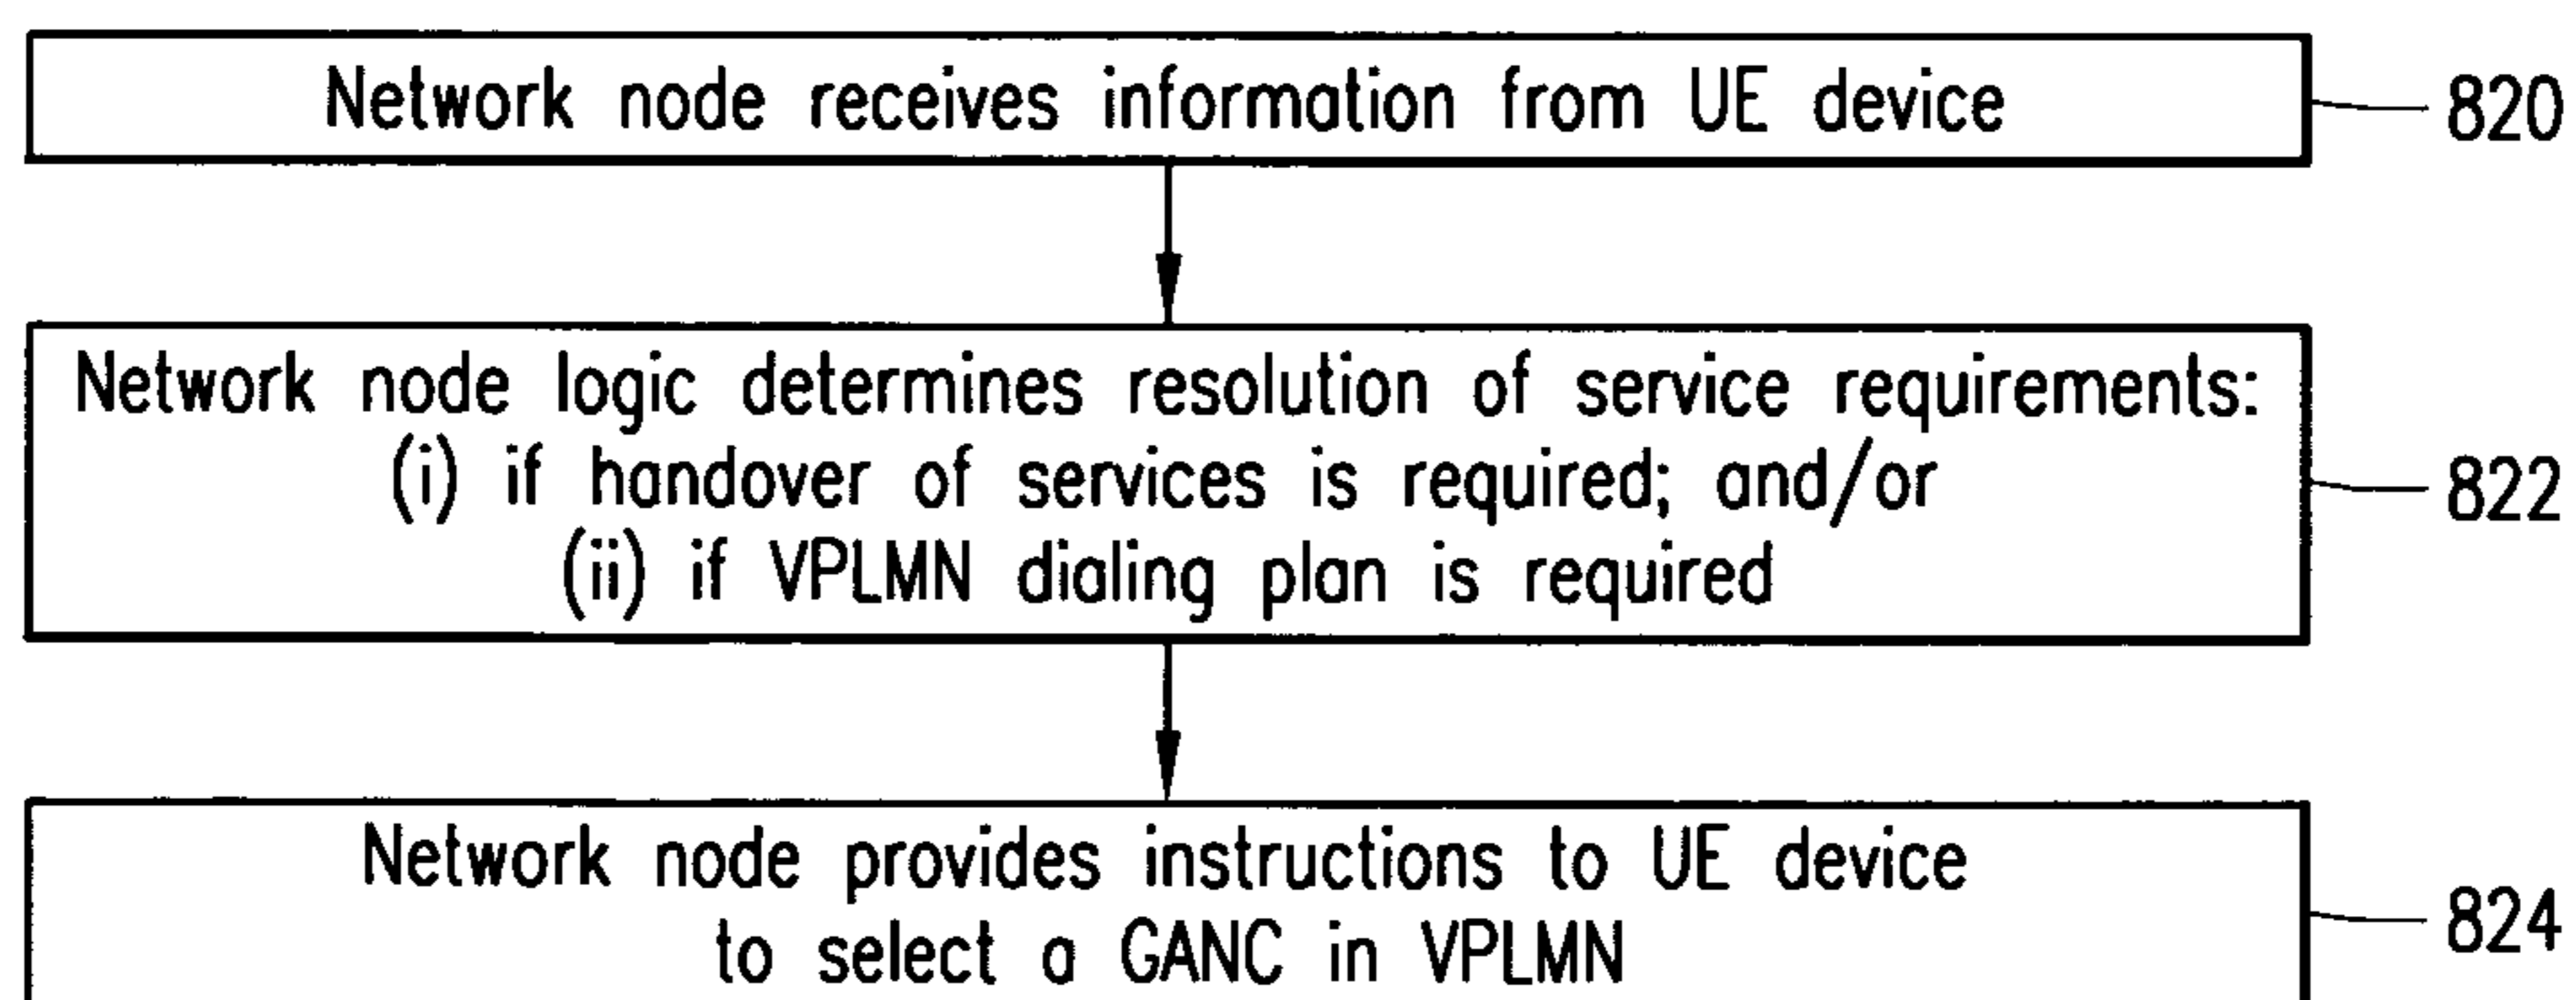 Network node receives information from UE device
820
Network node logic determines resolution of service requirements:
(i) if handover of services is required; and/or
(ii) if VPLMN dialing plan is required
822
Network node provides instructions to UE device
to select a GANC in VPLMN
824